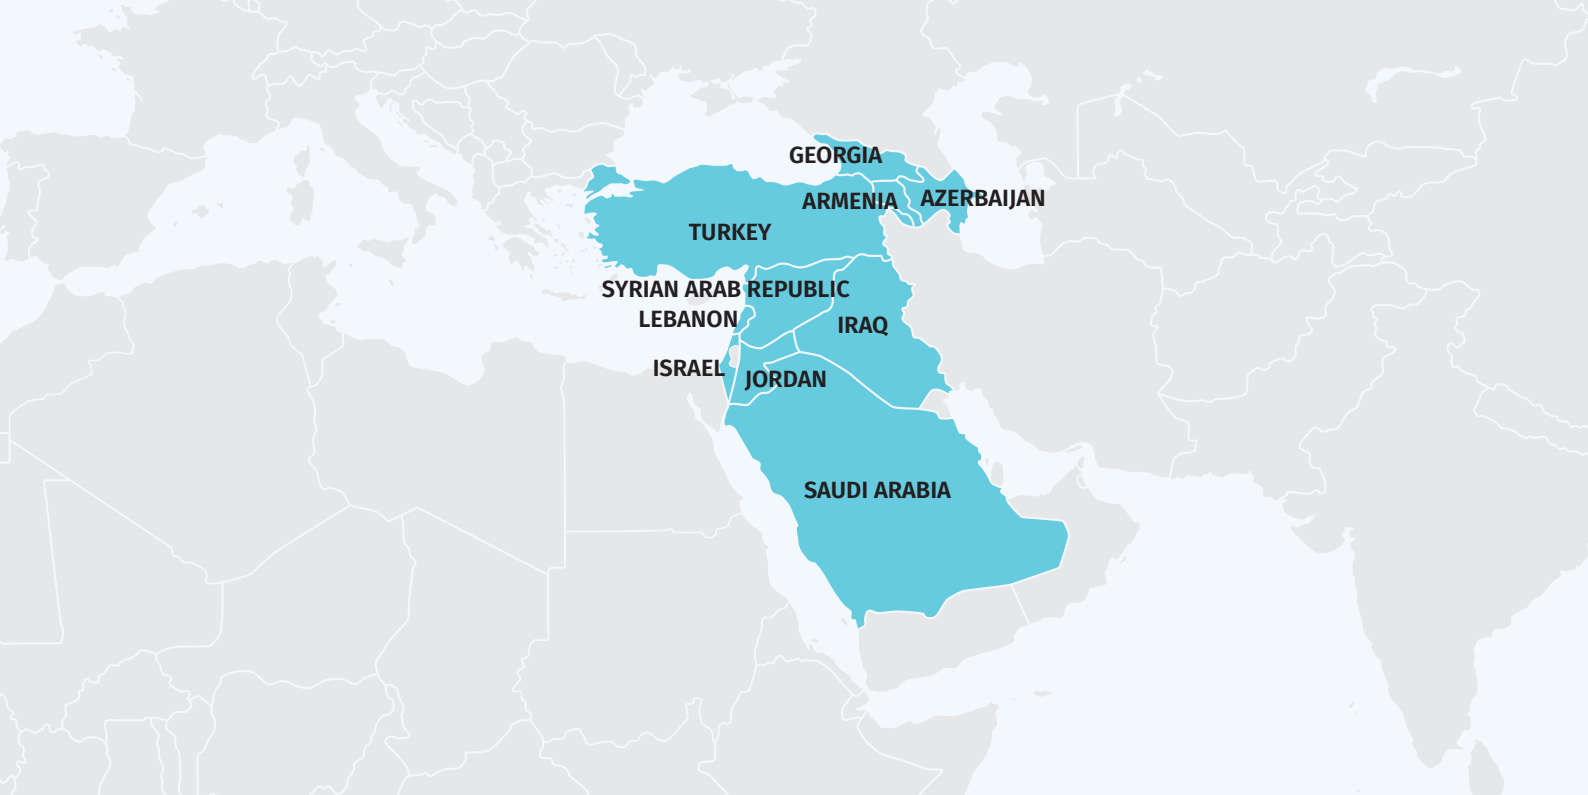 GEORGIA
AZERBAIJAN
ARMENIA
TURKEY
SYRIAN ARAB REPUBLIC
LEBANON
IRAQ
ISRAEL
JORDAN
SAUDI ARABIA